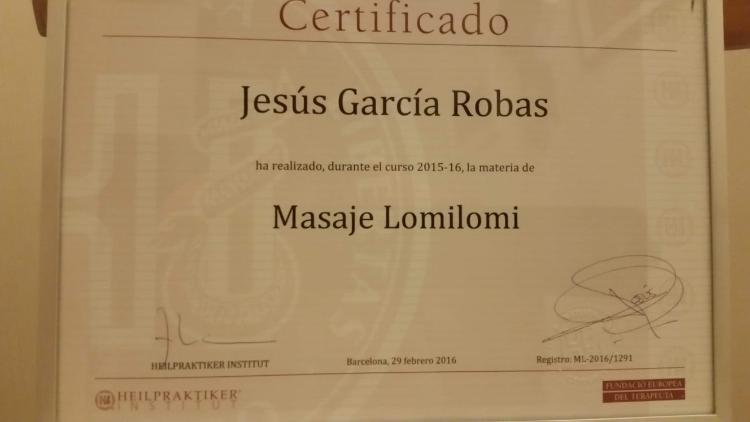 Certificado
Jesús García Robas
ha realizado, durante el curso 2015-16, la materia de
Masaje Lomilomi
HEILPRAKTIKER INSTITUT
Barcelona, 29 febrero 2016
Registro: ML-2016/1291
HEILPRAKTIKER
INSTITUT
FUNDACIÓ EUROPEA
DEL TERAPEUTA